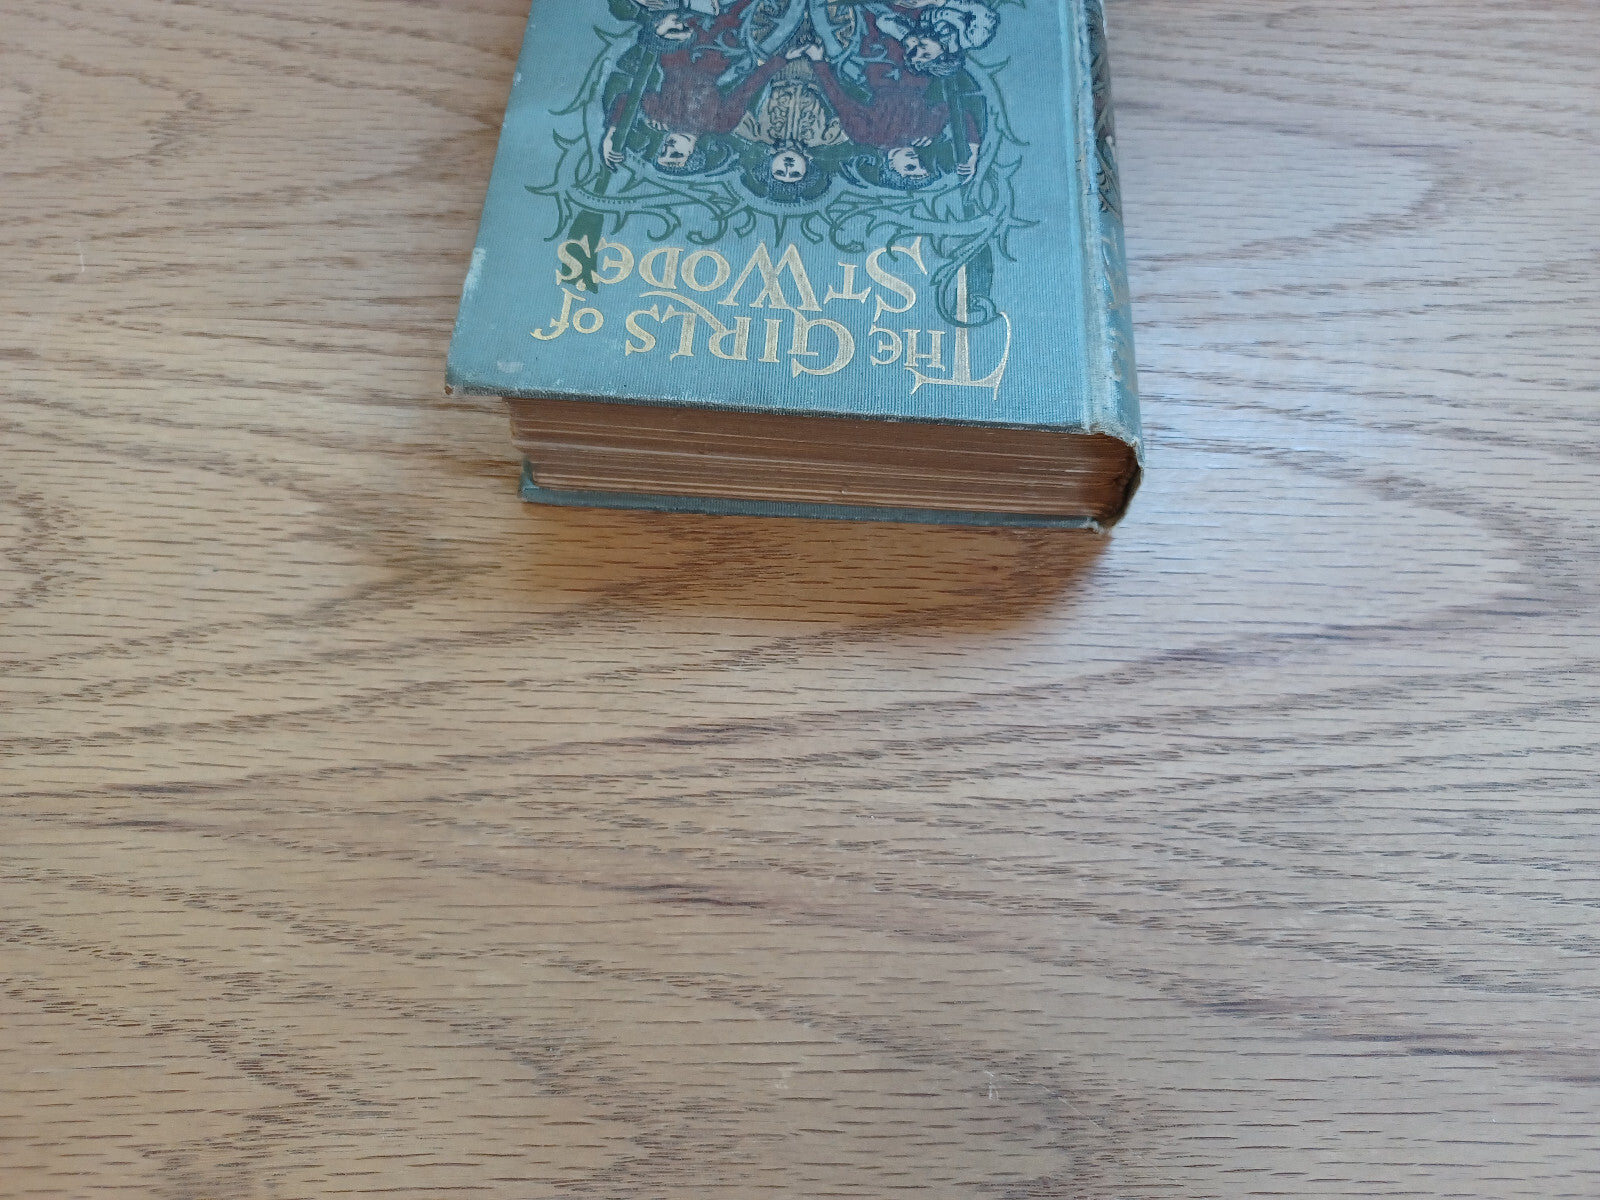 The Girls of
St Wode's